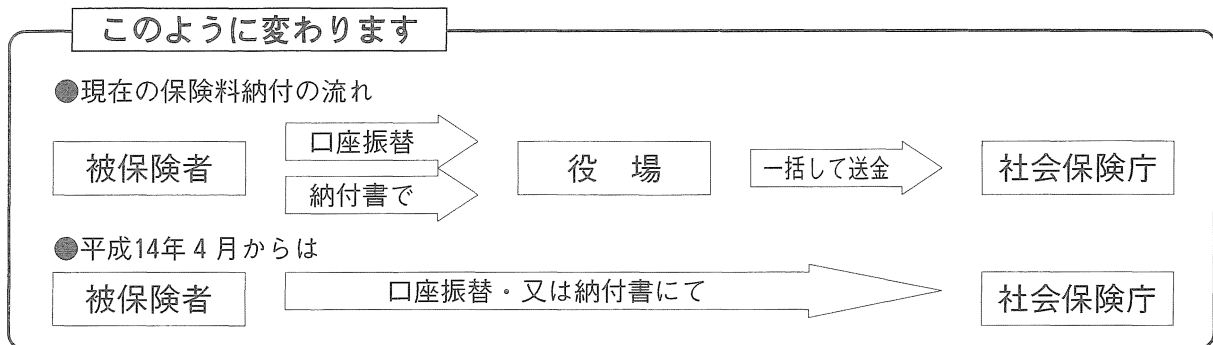 このように変わります
●現在の保険料納付の流れ
被保険者
口座振替
納付書で
役　場
一括して送金
社会保険庁
●平成14年4月からは
被保険者
口座振替・又は納付書にて
社会保険庁